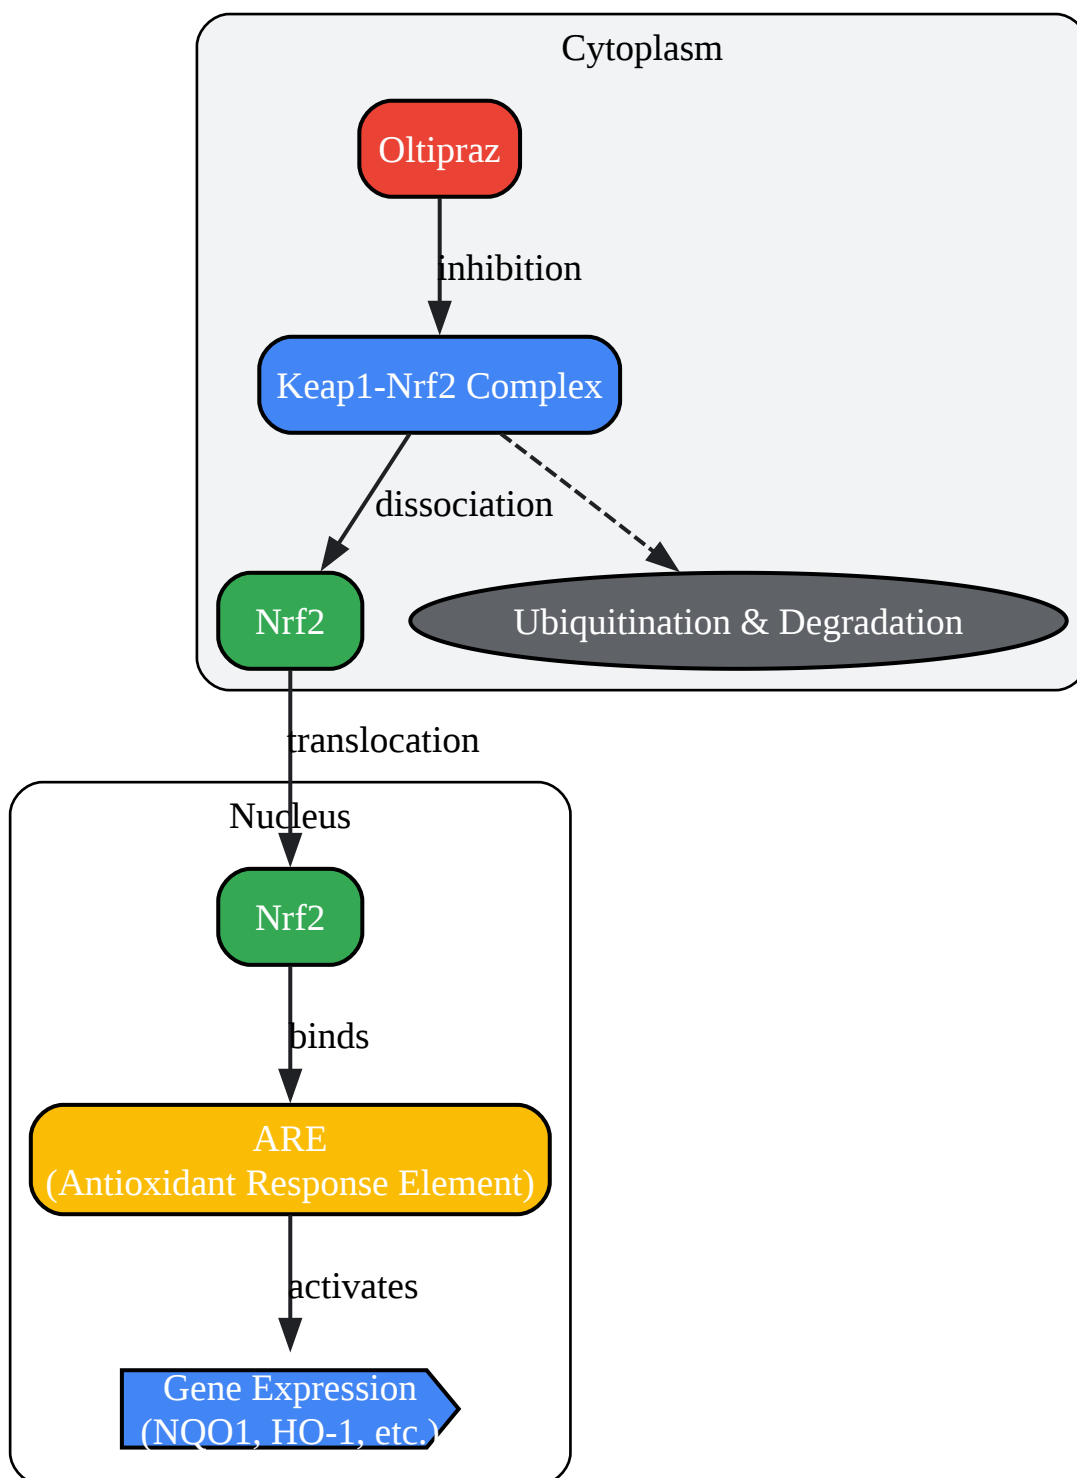 Cytoplasm
Oltipraz
inhibition
Keap1-Nrf2 Complex
dissociation
Nrf2
Ubiquitination & Degradation
translocation
Nucleus
Nrf2
binds
ARE
(Antioxidant Response Element)
activates
Gene Expression
(NQO1, HO-1, etc.)